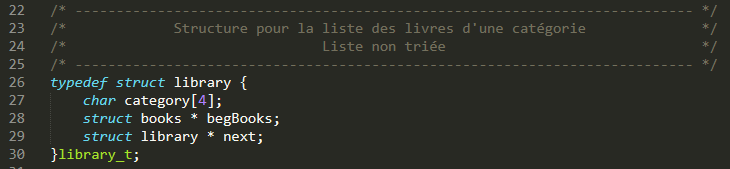 22 /* --------------------------------------------------------------------------- */
23 /* Structure pour la liste des livres d'une catégorie */
24 /* Liste non triée */
25 /* --------------------------------------------------------------------------- */
26 typedef struct library {
27 char category[4];
28 struct books * begBooks;
29 struct library * next;
30 }library_t;